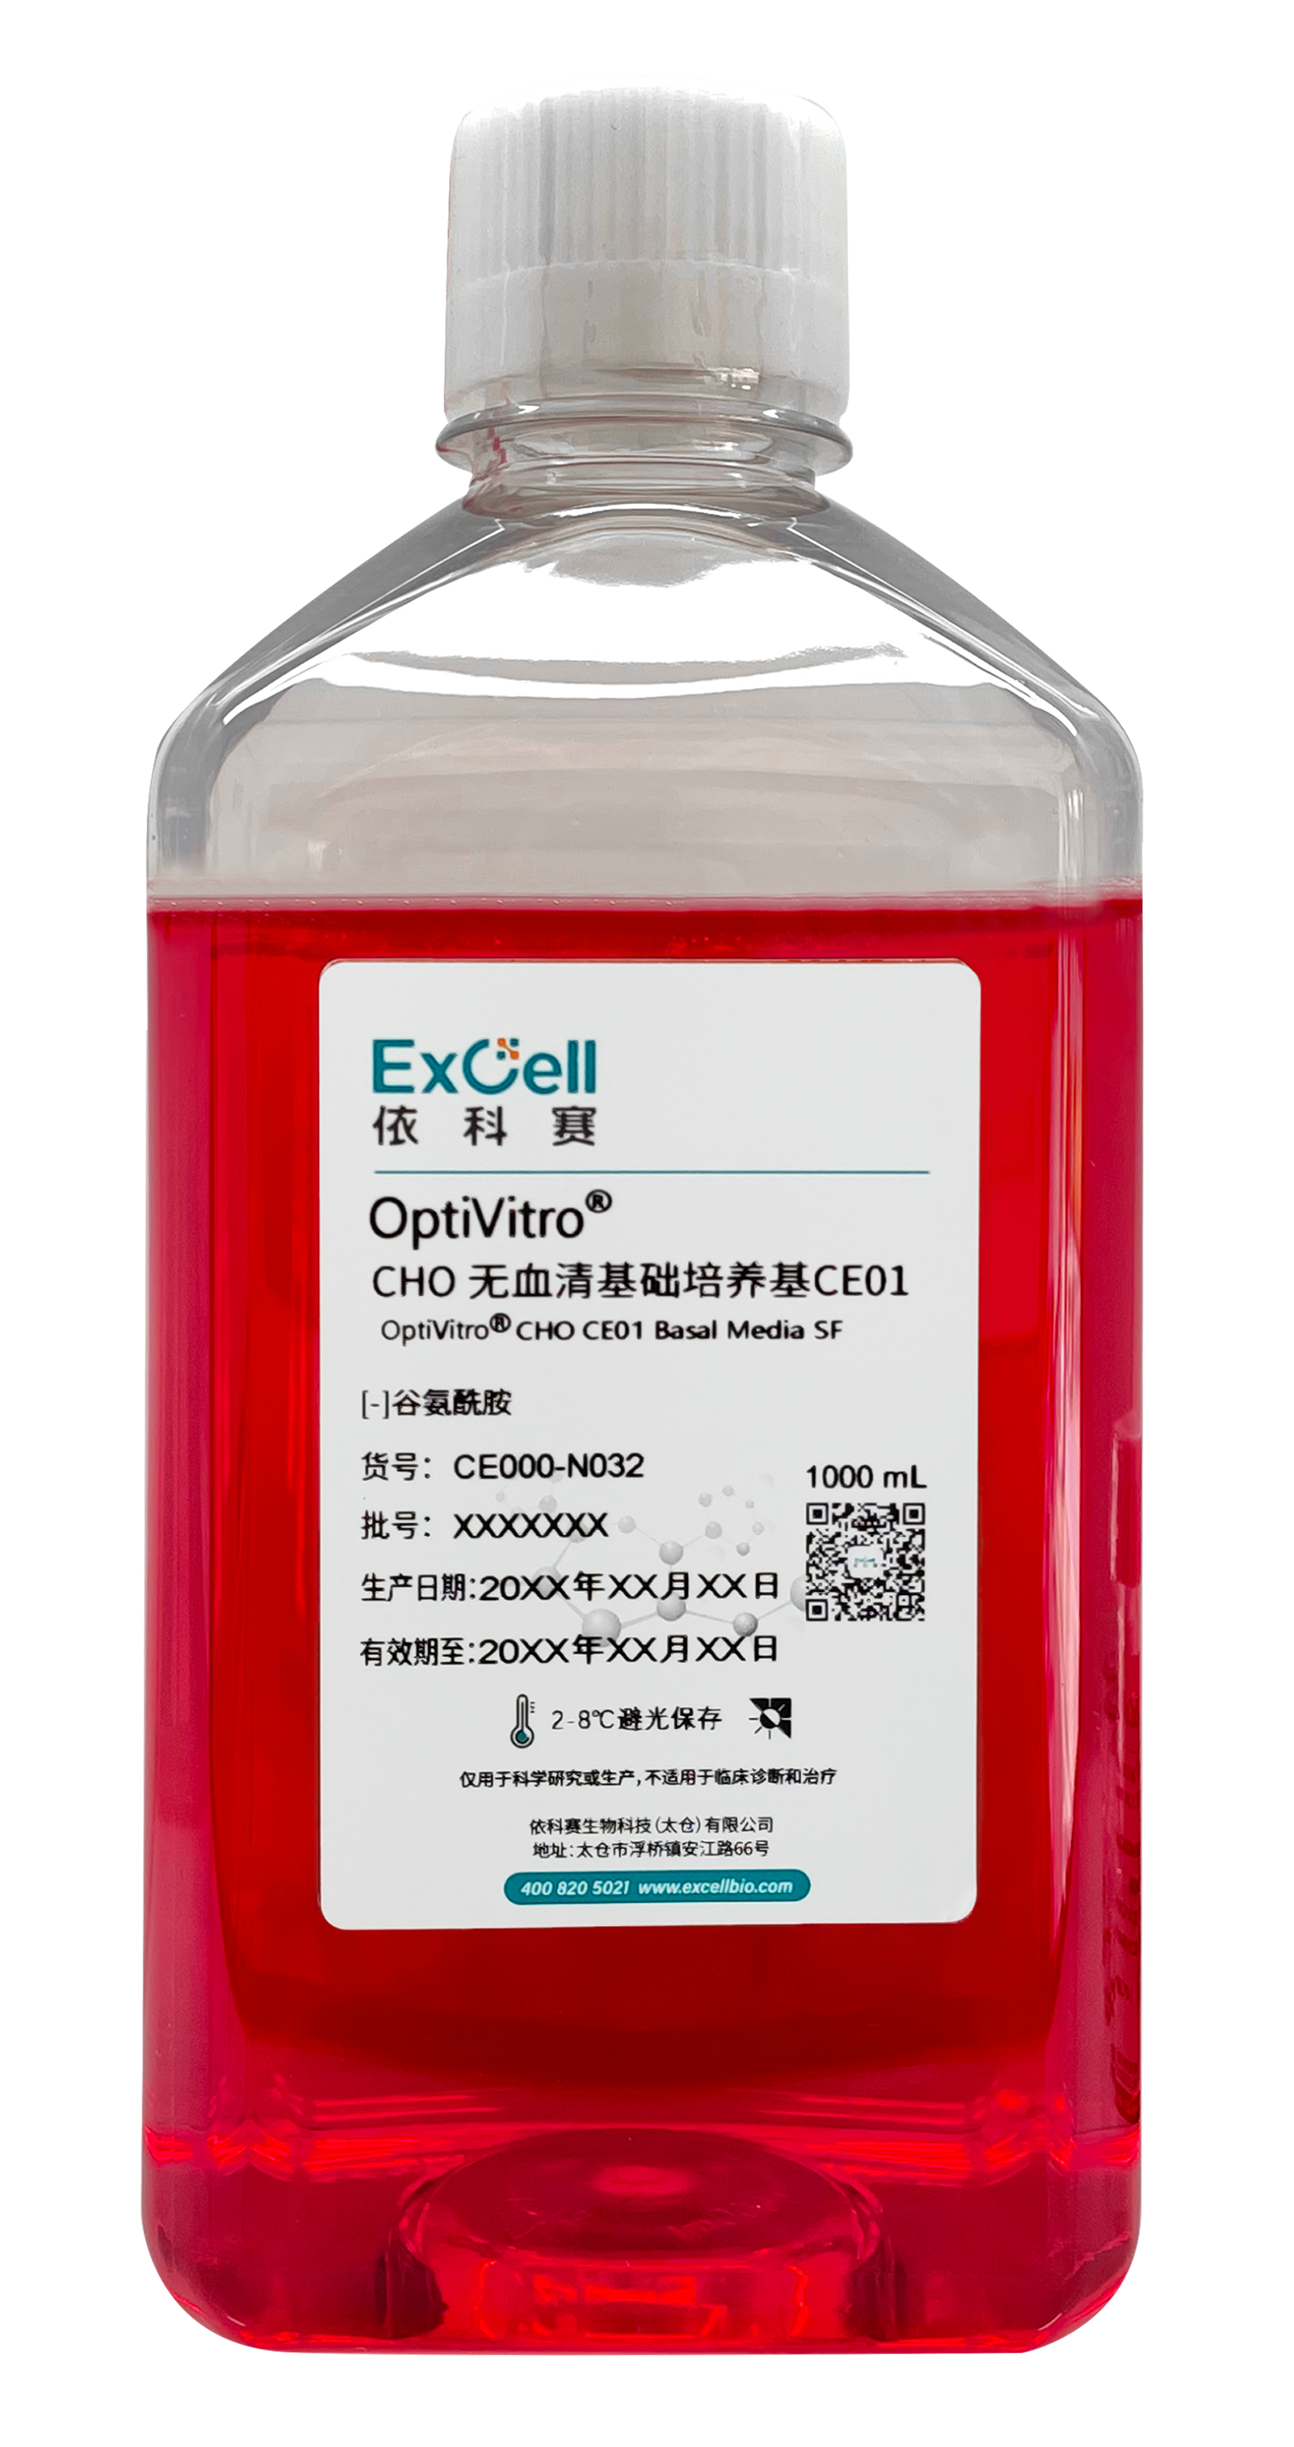 ExCell
依科赛
OptiVitro®
CHO 无血清基础培养基CE01
OptiVitro® CHO CE01 Basal Media SF
[-]谷氨酰胺
货号: CE000-N032
1000 mL
批号: XXXXXXX
生产日期:20XX年XX月XX日
有效期至:20XX年XX月XX日
2-8℃避光保存
仅用于科学研究或生产,不适用于临床诊断和治疗
依科赛生物科技(太仓)有限公司
地址:太仓市浮桥镇安江路66号
400 820 5021 www.excellbio.com